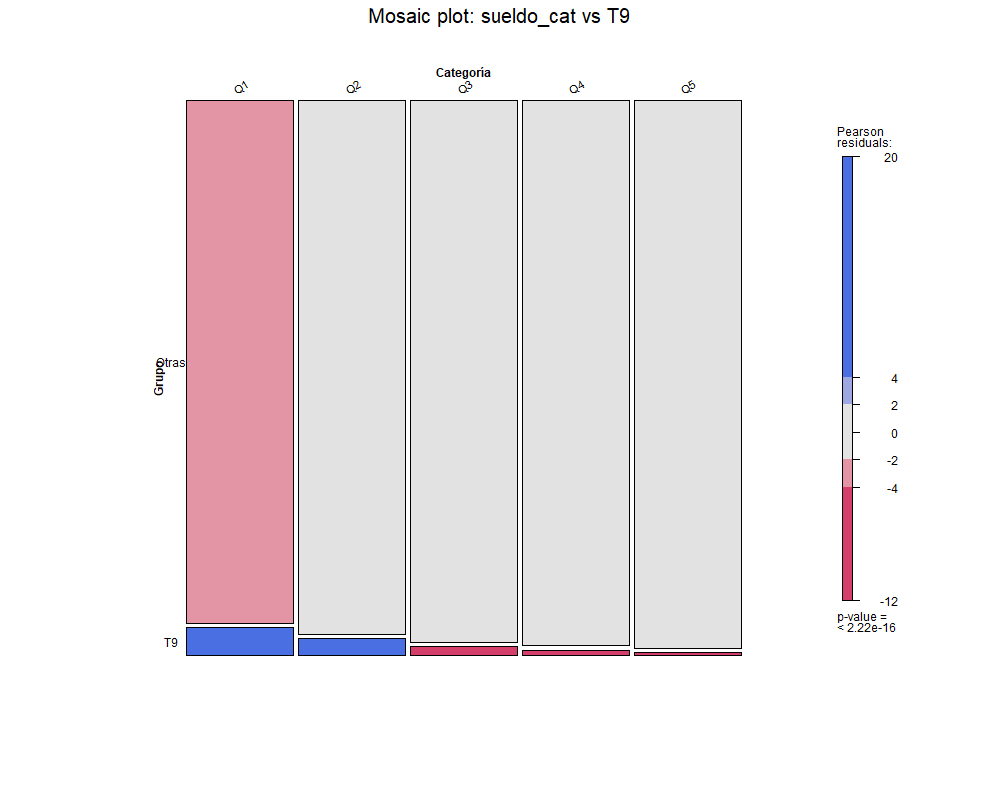 Mosaic plot: sueldo_cat vs T9
Categoría
Q1 Q2 Q3 Q4 Q5
Pearson
residuals:
20
4
2
0
-2
-4
-12
p-value =
< 2.22e-16
Otras
Grupo
T9